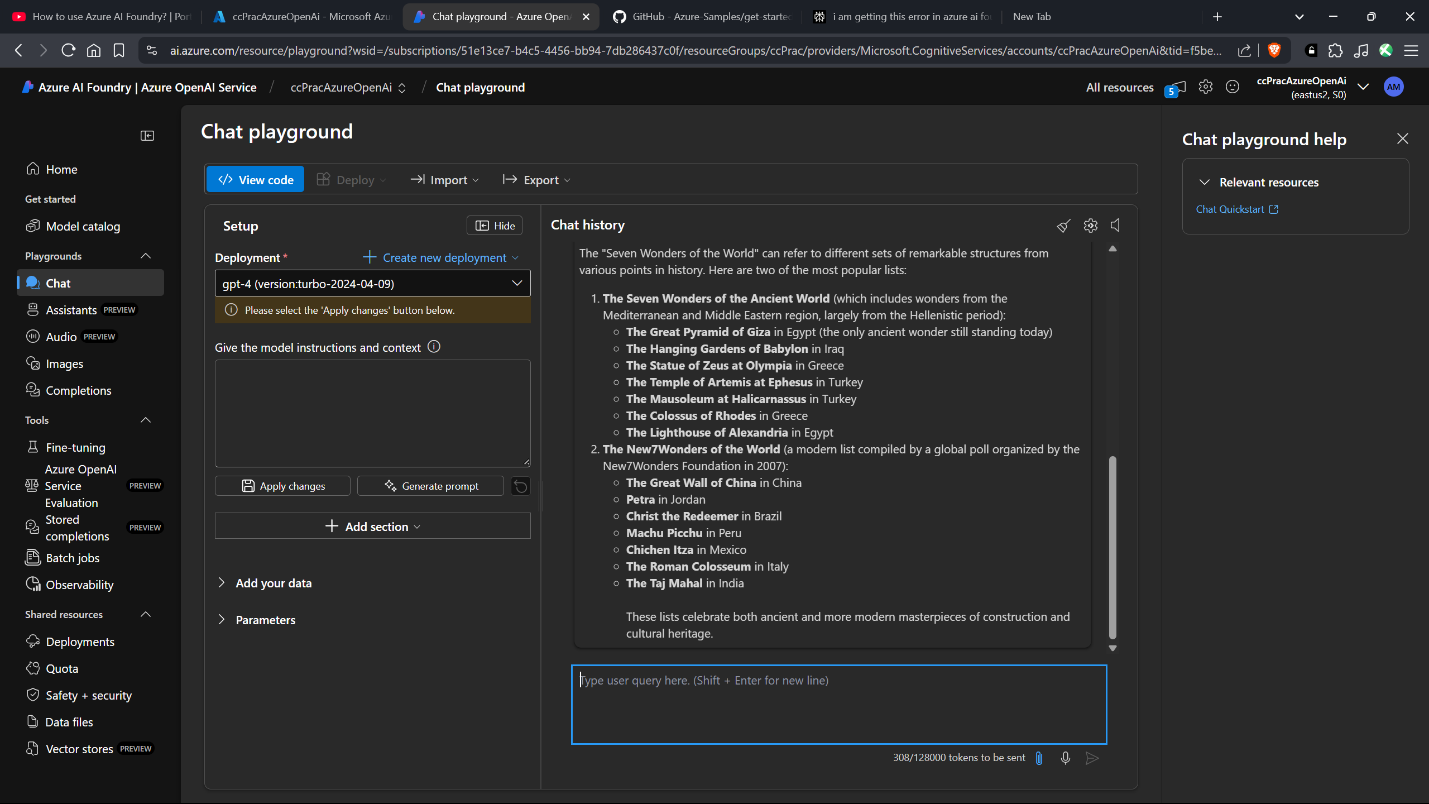 How to use Azure AI Foundry? | Por
ccPracAzureOpenAi - Microsoft Azu
Chat playground - Azure Opena
GitHub - Azure-Samples/get-starte
i am getting this error in azure ai fo
New Tab
ai.azure.com/resource/playground?wsid=/subscriptions/51e13ce7-b4c5-4456-bb94-7db286437c0f/resourceGroups/ccPrac/providers/Microsoft.CognitiveServices/accounts/ccPracAzureOpenAi&tid=f5be...
Azure AI Foundry | Azure OpenAI Service / ccPracAzureOpenAi / Chat playground
All resources
5
ccPracAzureOpenAi
(eastus2, S0)
AM
Home
Get started
Model catalog
Playgrounds
Chat
Assistants PREVIEW
Audio PREVIEW
Images
Completions
Tools
Fine-tuning
Azure OpenAI
Service PREVIEW
Evaluation
Stored
completions PREVIEW
Batch jobs
Observability
Shared resources
Deployments
Quota
Safety + security
Data files
Vector stores PREVIEW
Chat playground
View code
Deploy
Import
Export
Setup
Hide
Deployment *
Create new deployment
gpt-4 (version:turbo-2024-04-09)
Please select the 'Apply changes' button below.
Give the model instructions and context
Apply changes
Generate prompt
Add section
Add your data
Parameters
Chat history
The "Seven Wonders of the World" can refer to different sets of remarkable structures from
various points in history. Here are two of the most popular lists:
1. The Seven Wonders of the Ancient World (which includes wonders from the
Mediterranean and Middle Eastern region, largely from the Hellenistic period):
The Great Pyramid of Giza in Egypt (the only ancient wonder still standing today)
The Hanging Gardens of Babylon in Iraq
The Statue of Zeus at Olympia in Greece
The Temple of Artemis at Ephesus in Turkey
The Mausoleum at Halicarnassus in Turkey
The Colossus of Rhodes in Greece
The Lighthouse of Alexandria in Egypt
2. The New7Wonders of the World (a modern list compiled by a global poll organized by the
New7Wonders Foundation in 2007):
The Great Wall of China in China
Petra in Jordan
Christ the Redeemer in Brazil
Machu Picchu in Peru
Chichen Itza in Mexico
The Roman Colosseum in Italy
The Taj Mahal in India
These lists celebrate both ancient and more modern masterpieces of construction and
cultural heritage.
Type user query here. (Shift + Enter for new line)
308/128000 tokens to be sent
Chat playground help
Relevant resources
Chat Quickstart